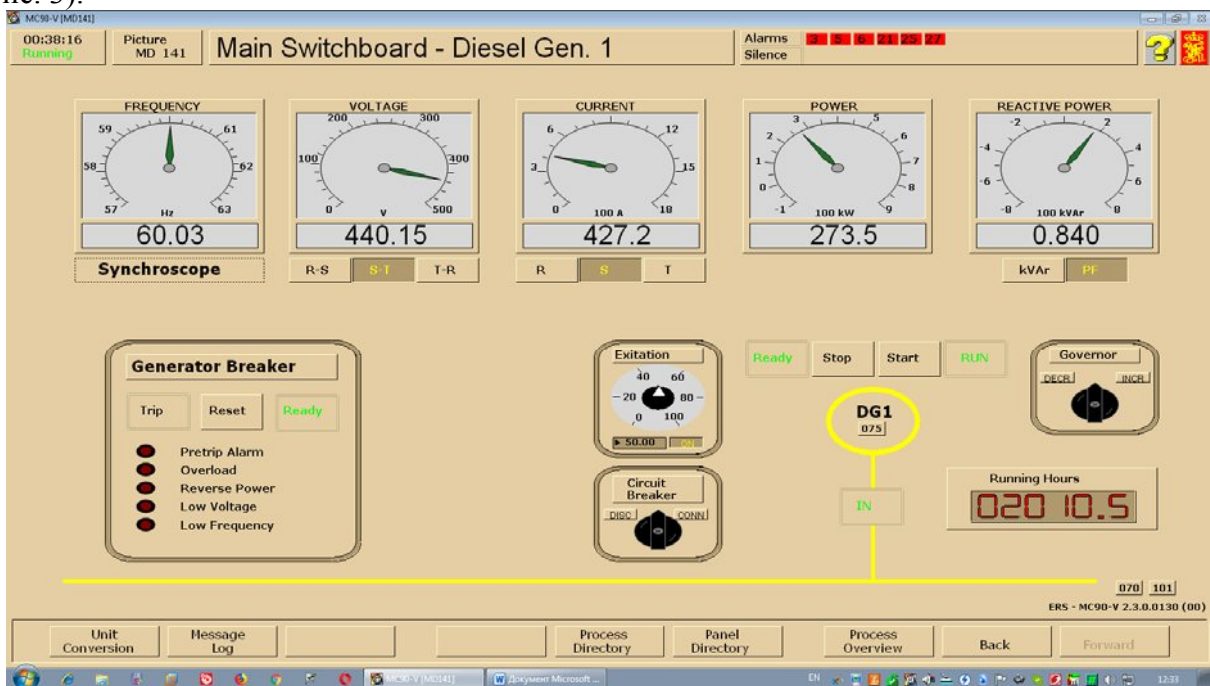 MC90-V [MD141]
00:38:16
Running
Picture
MD 141
Main Switchboard - Diesel Gen. 1
Alarms 3 5 6 21 25 27
Silence
FREQUENCY
57 58 59 61 62 63
Hz
60.03
Synchroscope
VOLTAGE
0 100 200 300 400 500
V
440.15
R-S S-T T-R
CURRENT
0 3 6 12 15 18
100 A
427.2
R S T
POWER
-1 0 1 2 3 5 6 7 8 9
100 kW
273.5
REACTIVE POWER
-8 -6 -4 -2 2 4 6 8
100 kVAr
0.840
kVAr PF
Generator Breaker
Trip Reset Ready
Pretrip Alarm
Overload
Reverse Power
Low Voltage
Low Frequency
Exitation
0 20 40 60 80 100
50.00 ON
Circuit
Breaker
DISC CONN
Ready Stop Start RUN
DG1
075
IN
Governor
DECR INCR
Running Hours
02010.5
070 101
ERS - MC90-V 2.3.0.0130 (00)
Unit
Conversion
Message
Log
Process
Directory
Panel
Directory
Process
Overview
Back
Forward
MC90-V [MD141]
Документ Microsoft ...
EN
12:33